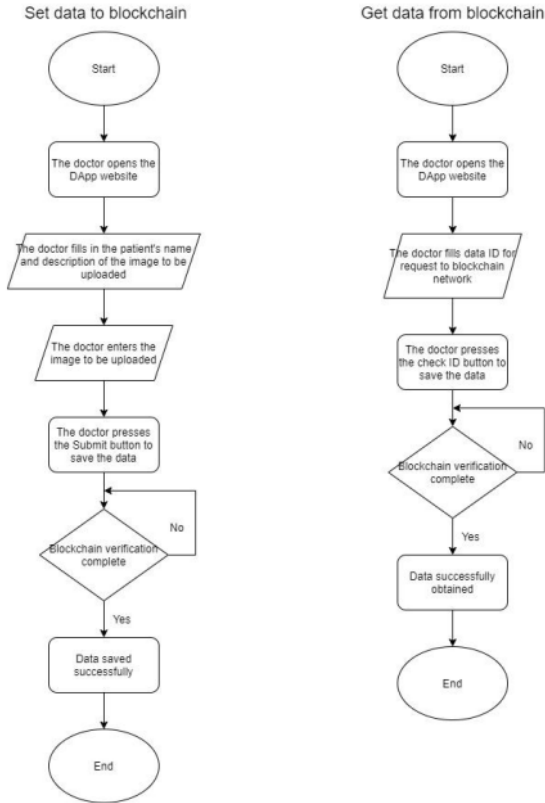 Set data to blockchain
Start
The doctor opens the
DApp website
The doctor fills in the patient's name
and description of the image to be
uploaded
The doctor enters the
image to be uploaded
The doctor presses
the Submit button to
save the data
No
Blockchain verification
complete
Yes
Data saved
successfully
End
Get data from blockchain
Start
The doctor opens the
DApp website
The doctor fills data ID for
request to blockchain
network
The doctor presses
the check ID button to
save the data
No
Blockchain verification
complete
Yes
Data successfully
obtained
End